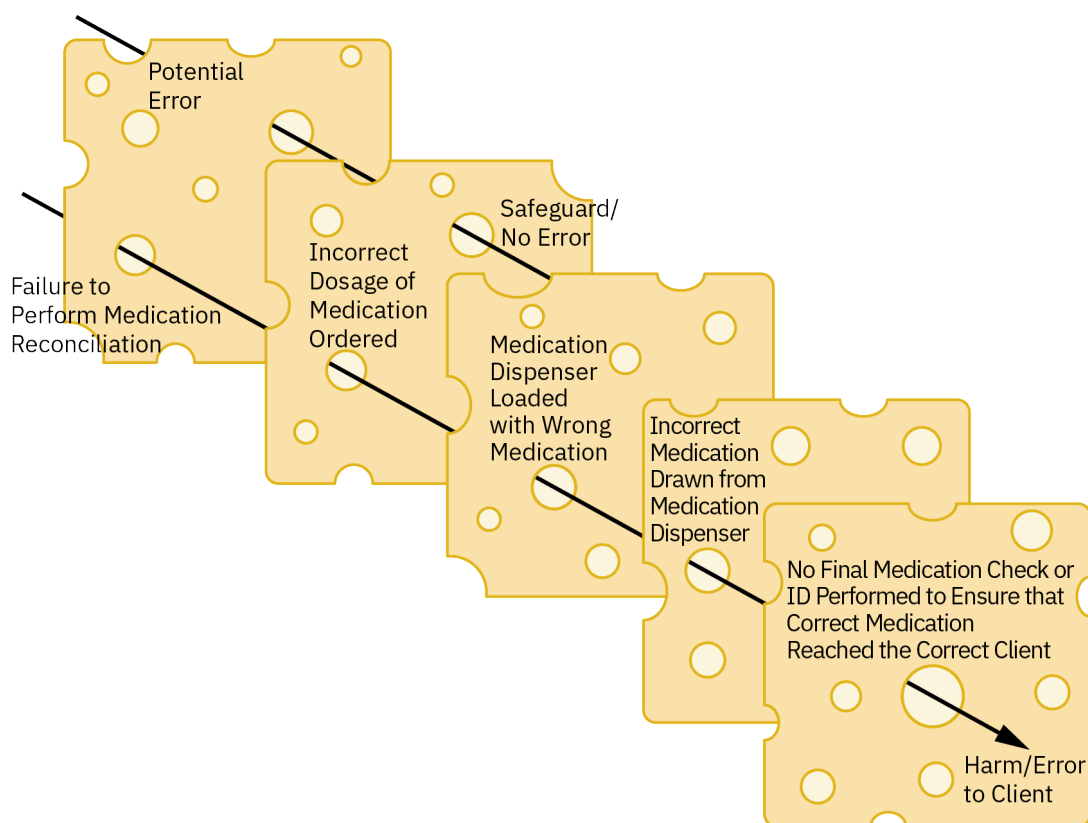 Potential
Error
Failure to
Perform Medication
Reconciliation
Safeguard/
No Error
Incorrect
Dosage of
Medication
Ordered
Medication
Dispenser
Loaded
with Wrong
Medication
Incorrect
Medication
Drawn from
Medication
Dispenser
No Final Medication Check or
ID Performed to Ensure that
Correct Medication
Reached the Correct Client
Harm/Error
to Client